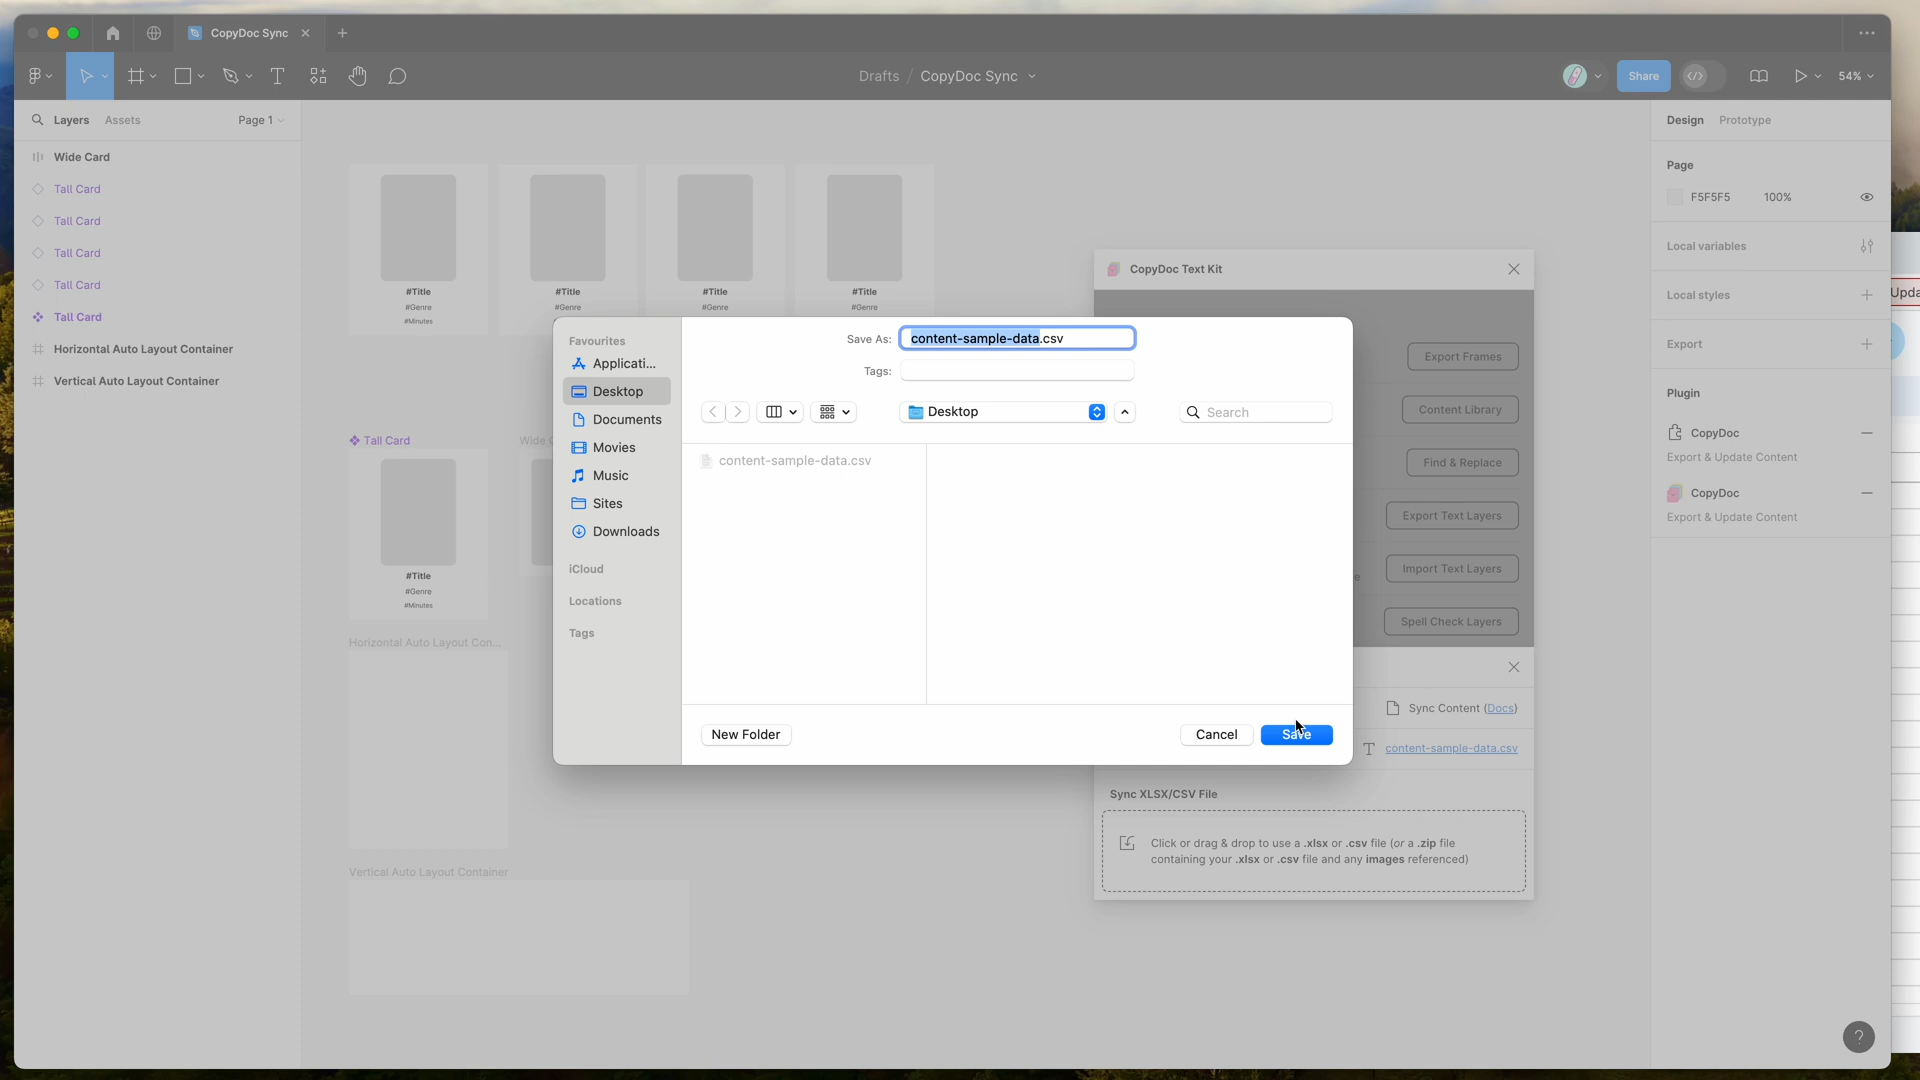 CopyDoc Sync
Drafts / CopyDoc Sync
Share
54%
Layers
Assets
Page 1
Wide Card
Tall Card
Tall Card
Tall Card
Tall Card
Tall Card
Horizontal Auto Layout Container
Vertical Auto Layout Container
#Title
#Genre
#Minutes
#Title
#Genre
#Title
#Genre
#Title
#Genre
Tall Card
Wide
#Title
#Genre
#Minutes
Horizontal Auto Layout Con...
Vertical Auto Layout Container
Favourites
Applicati...
Desktop
Documents
Movies
Music
Sites
Downloads
iCloud
Locations
Tags
Save As:
content-sample-data.csv
Tags:
Desktop
Search
content-sample-data.csv
New Folder
Cancel
Save
CopyDoc Text Kit
Export Frames
Content Library
Find & Replace
Export Text Layers
Import Text Layers
Spell Check Layers
Sync Content (Docs)
content-sample-data.csv
Sync XLSX/CSV File
Click or drag & drop to use a .xlsx or .csv file (or a .zip file
containing your .xlsx or .csv file and any images referenced)
Design
Prototype
Page
F5F5F5
100%
Local variables
Local styles
Export
Plugin
CopyDoc
Export & Update Content
CopyDoc
Export & Update Content
?